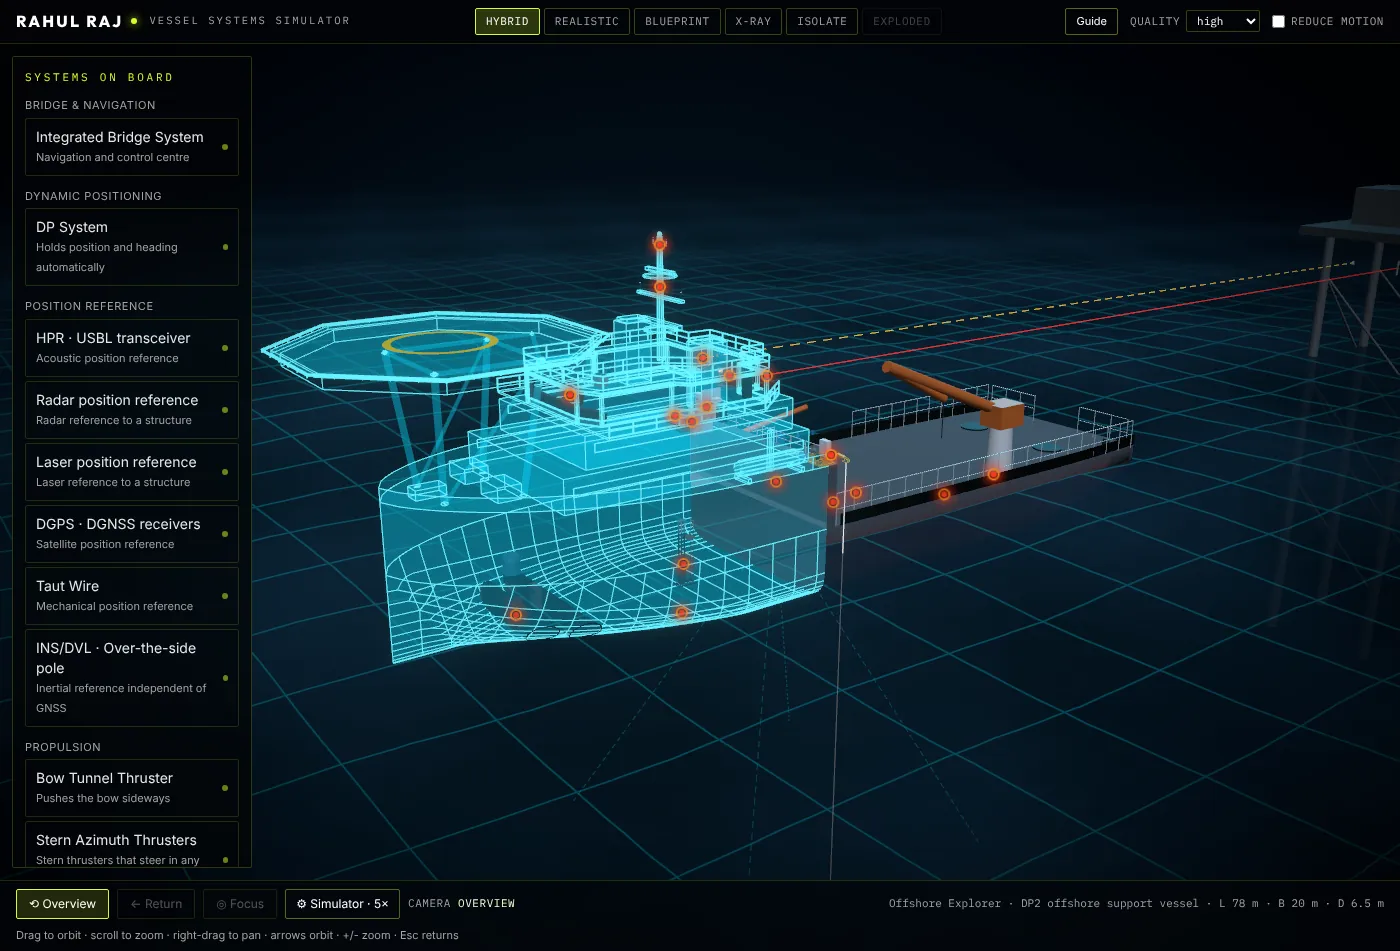 RAHUL RAJ
VESSEL SYSTEMS SIMULATOR
HYBRID
REALISTIC
BLUEPRINT
X-RAY
ISOLATE
EXPLODED
Guide
QUALITY
high
REDUCE MOTION
SYSTEMS ON BOARD
BRIDGE & NAVIGATION
Integrated Bridge System
Navigation and control centre
DYNAMIC POSITIONING
DP System
Holds position and heading
automatically
POSITION REFERENCE
HPR · USBL transceiver
Acoustic position reference
Radar position reference
Radar reference to a structure
Laser position reference
Laser reference to a structure
DGPS · DGNSS receivers
Satellite position reference
Taut Wire
Mechanical position reference
INS/DVL · Over-the-side
pole
Inertial reference independent of
GNSS
PROPULSION
Bow Tunnel Thruster
Pushes the bow sideways
Stern Azimuth Thrusters
Stern thrusters that steer in any
⟲ Overview
← Return
◎ Focus
⚙ Simulator · 5×
CAMERA OVERVIEW
Offshore Explorer · DP2 offshore support vessel · L 78 m · B 20 m · D 6.5 m
Drag to orbit · scroll to zoom · right-drag to pan · arrows orbit · +/- zoom · Esc returns